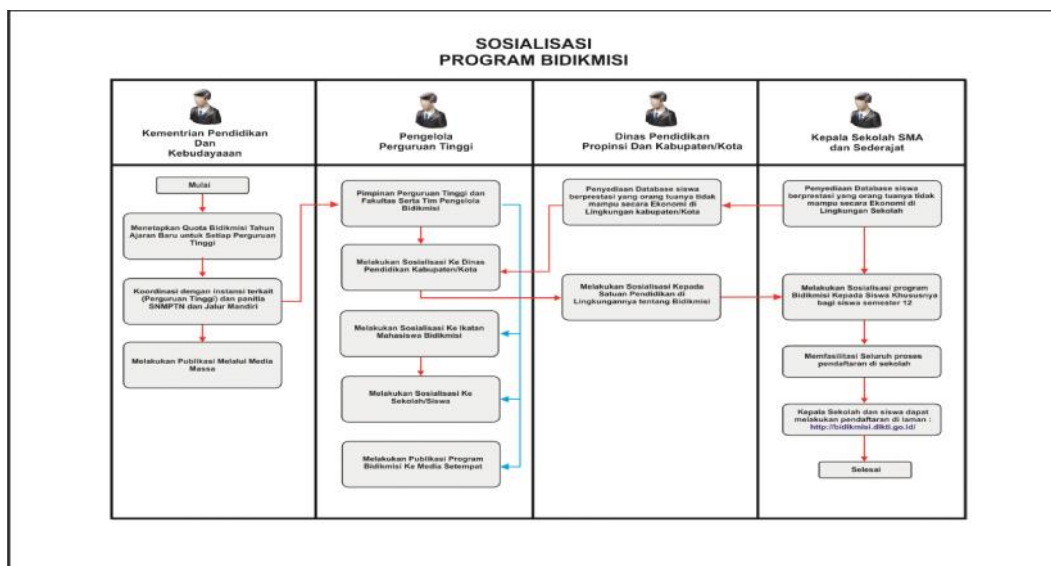 SOSIALISASI
PROGRAM BIDIKMISI
Kementrian Pendidikan
Dan
Kebudayaaan
Pengelola
Perguruan Tinggi
Dinas Pendidikan
Propinsi Dan Kabupaten/Kota
Kepala Sekolah SMA
dan Sederajat
Mulai
Menetapkan Quota Bidikmisi Tahun
Ajaran Baru untuk Setiap Perguruan
Tinggi
Koordinasi dengan instansi terkait
(Perguruan Tinggi) dan panitia
SNMPTN dan Jalur Mandiri
Melakukan Publikasi Melalui Media
Massa
Pimpinan Perguruan Tinggi dan
Fakultas Serta Tim Pengelola
Bidikmisi
Melakukan Sosialisasi Ke Dinas
Pendidikan Kabupaten/Kota
Melakukan Sosialisasi Ke Ikatan
Mahasiswa Bidikmisi
Melakukan Sosialisasi Ke
Sekolah/Siswa
Melakukan Publikasi Program
Bidikmisi Ke Media Setempat
Penyediaan Database siswa
berprestasi yang orang tuanya tidak
mampu secara Ekonomi di
Lingkungan kabupaten/Kota
Melakukan Sosialisasi Kepada
Satuan Pendidikan di
Lingkungannya tentang Bidikmisi
Penyediaan Database siswa
berprestasi yang orang tuanya tidak
mampu secara Ekonomi di
Lingkungan Sekolah
Melakukan Sosialisasi program
Bidikmisi Kepada Siswa Khususnya
bagi siswa semester 12
Memfasilitasi Seluruh proses
pendaftaran di sekolah
Kepala Sekolah dan siswa dapat
melakukan pendaftaran di laman :
http://bidikmisi.dikti.go.id/
Selesai